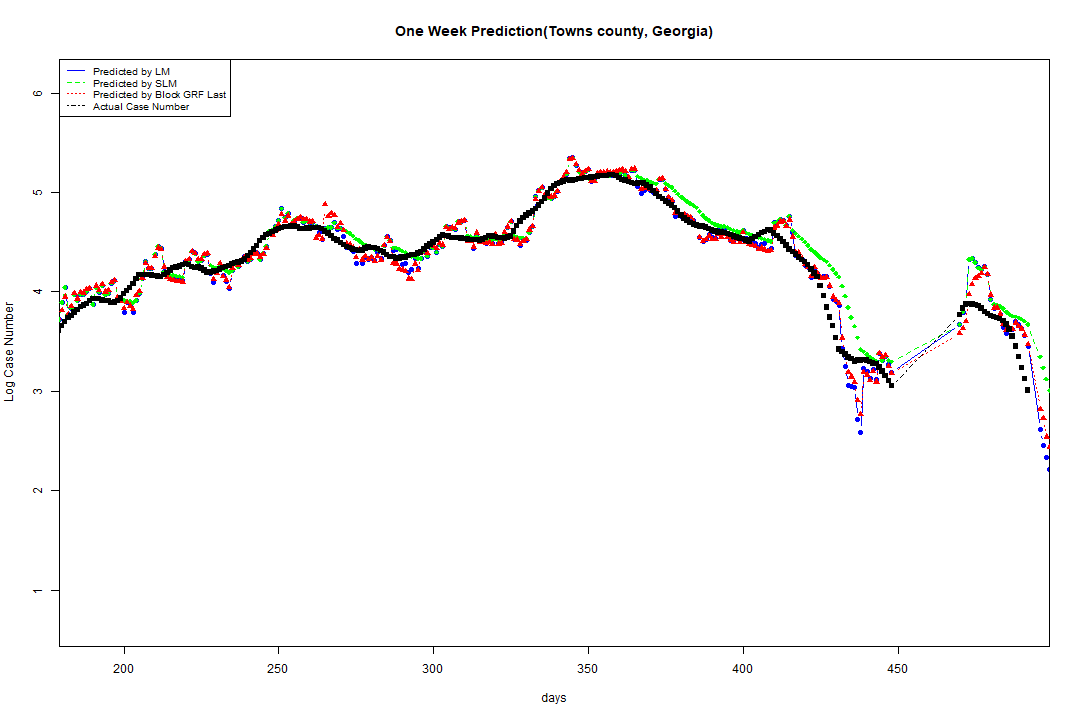 One Week Prediction(Towns county, Georgia)
Predicted by LM
Predicted by SLM
Predicted by Block GRF Last
Actual Case Number
6
5
4
3
2
1
Log Case Number
200 250 300 350 400 450
days